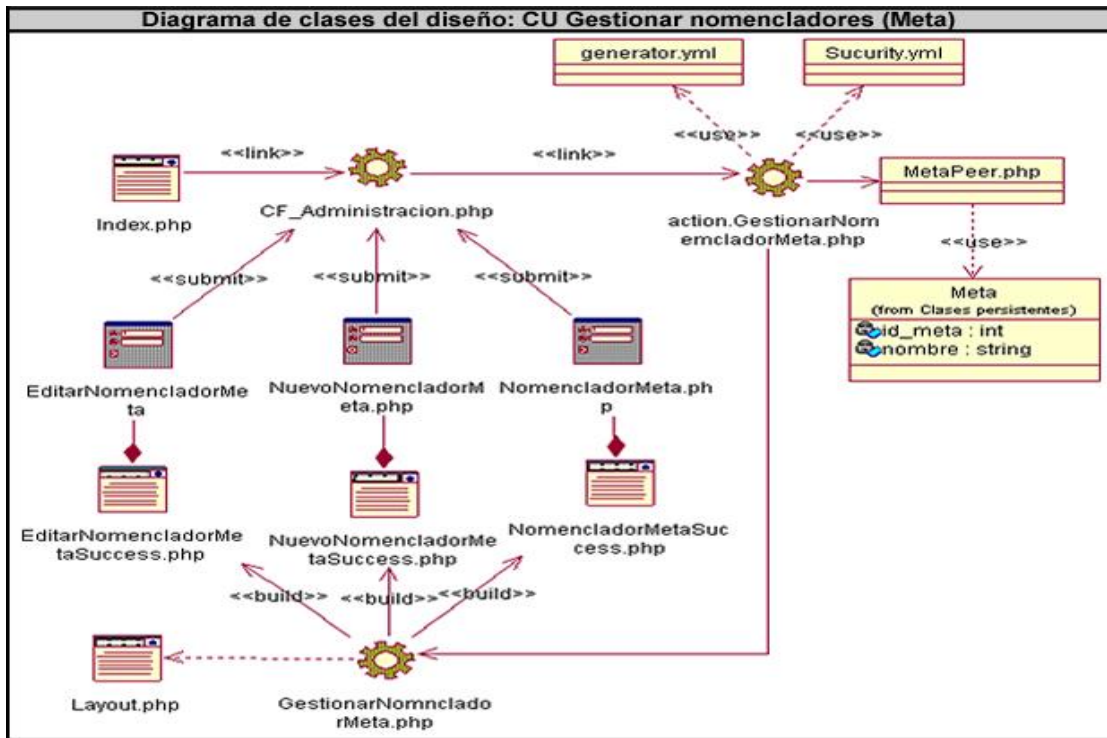 Diagrama de clases del diseño: CU Gestionar nomencladores (Meta)
generator.yml
Sucurity.yml
<<use>>
<<use>>
<<link>>
<<link>>
Index.php
CF_Administracion.php
action.GestionarNom
emcladorMeta.php
MetaPeer.php
<<use>>
<<submit>>
<<submit>>
<<submit>>
Meta
(from Clases persistentes)
id_meta : int
nombre : string
EditarNomencladorMe
ta
NuevoNomencladorM
eta.php
NomencladorMeta.ph
p
EditarNomencladorMe
taSuccess.php
NuevoNomencladorMe
taSuccess.php
NomencladorMetaSuc
cess.php
<<build>>
<<build>>
<<build>>
Layout.php
GestionarNomnclado
rMeta.php